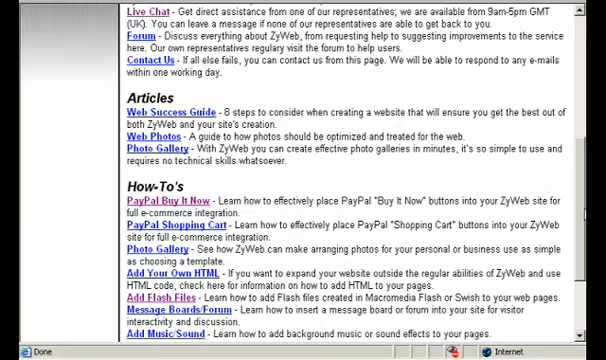 Live Chat - Get direct assistance from one of our representatives; we are available from 9am-5pm GMT
(UK). You can leave a message if none of our representatives are able to get back to you.
Forum - Discuss everything about ZyWeb, from requesting help to suggesting improvements to the service
here. Our own representatives regulary visit the forum to help users.
Contact Us - If all else fails, you can contact us from this page. We will be able to respond to any e-mails
within one working day.
Articles
Web Success Guide - 8 steps to consider when creating a website that will ensure you get the best out of
both ZyWeb and your site's creation.
Web Photos - A guide to how photos should be optimized and treated for the web.
Photo Gallery - With ZyWeb you can create effective photo galleries in minutes, it's so simple to use and
requires no technical skills whatsoever.
How-To's
PayPal Buy It Now - Learn how to effectively place PayPal "Buy It Now" buttons into your ZyWeb site for
full e-commerce integration.
PayPal Shopping Cart - Learn how to effectively place PayPal "Shopping Cart" buttons into your ZyWeb
site for full e-commerce integration.
Photo Gallery - See how ZyWeb can make arranging photos for your personal or business use as simple
as choosing a template.
Add Your Own HTML - If you want to expand your website outside the regular abilities of ZyWeb and use
HTML code, check here for information on how to add HTML to your pages.
Add Flash Files - Learn how to add Flash files created in Macromedia Flash or Swish to your web pages.
Message Boards/Forum - Learn how to insert a message board or forum into your site for visitor
interactivity and discussion.
Add Music/Sound - Learn how to add background music or sound effects to your pages.
Done
Internet